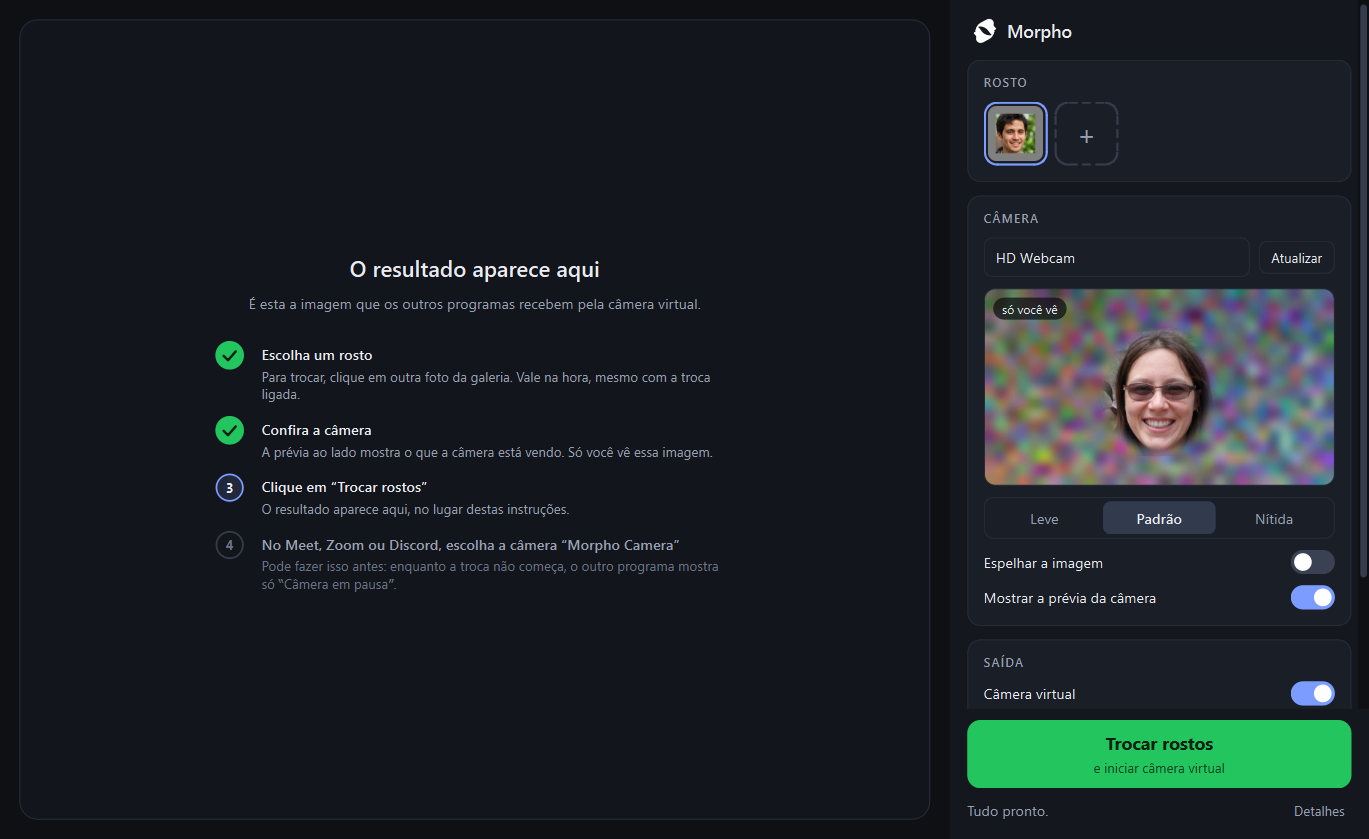 O resultado aparece aqui
É esta a imagem que os outros programas recebem pela câmera virtual.
Escolha um rosto
Para trocar, clique em outra foto da galeria. Vale na hora, mesmo com a troca
ligada.
Confira a câmera
A prévia ao lado mostra o que a câmera está vendo. Só você vê essa imagem.
3
Clique em “Trocar rostos”
O resultado aparece aqui, no lugar destas instruções.
4
No Meet, Zoom ou Discord, escolha a câmera “Morpho Camera”
Pode fazer isso antes: enquanto a troca não começa, o outro programa mostra
só “Câmera em pausa”.
Morpho
ROSTO
+
CÂMERA
HD Webcam
Atualizar
só você vê
Leve
Padrão
Nítida
Espelhar a imagem
Mostrar a prévia da câmera
SAÍDA
Câmera virtual
Trocar rostos
e iniciar câmera virtual
Tudo pronto.
Detalhes